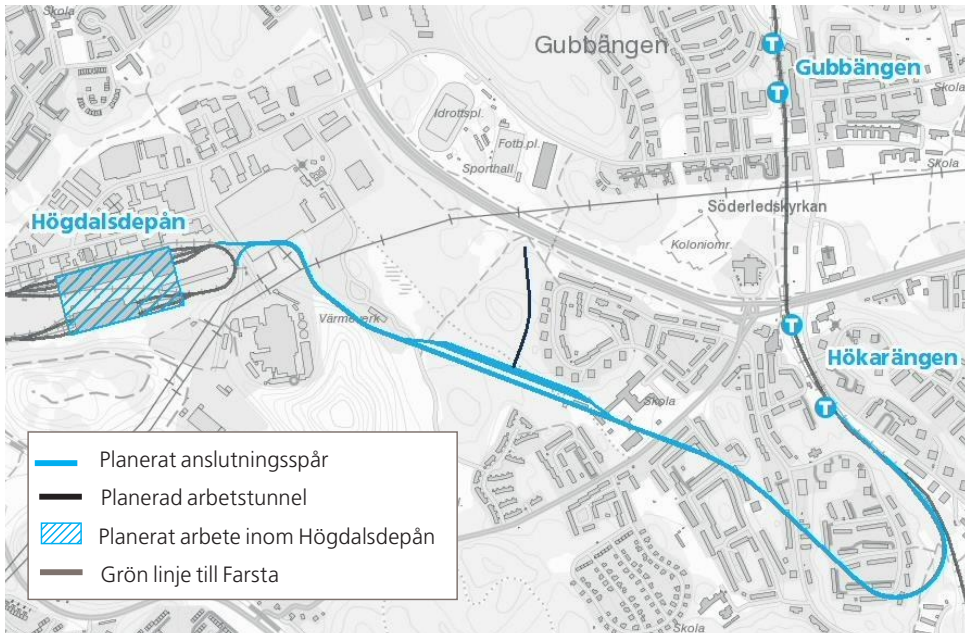 Skola
Gubbängen
T
Gubbängen
T
Skola
Idrottspl.
Fotb.pl.
Sporthall
Skola
Högdalsdepån
Söderledskyrkan
Koloniomr.
Värmeverk
T
Hökarängen
Skola
T
Planerat anslutningsspår
Planerad arbetstunnel
Planerat arbete inom Högdalsdepån
Grön linje till Farsta
Skola
Skola